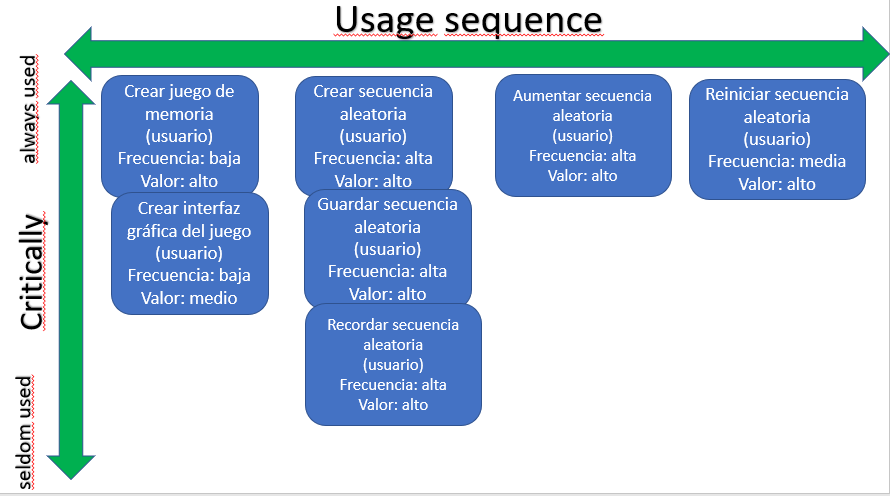 Usage sequence
always used
Critically
seldom used
Crear juego de
memoria
(usuario)
Frecuencia: baja
Valor: alto
Crear interfaz
gráfica del juego
(usuario)
Frecuencia: baja
Valor: medio
Crear secuencia
aleatoria
(usuario)
Frecuencia: alta
Valor: alto
Guardar secuencia
aleatoria
(usuario)
Frecuencia: alta
Valor: alto
Recordar secuencia
aleatoria
(usuario)
Frecuencia: alta
Valor: alto
Aumentar secuencia
aleatoria
(usuario)
Frecuencia: alta
Valor: alto
Reiniciar secuencia
aleatoria
(usuario)
Frecuencia: media
Valor: alto